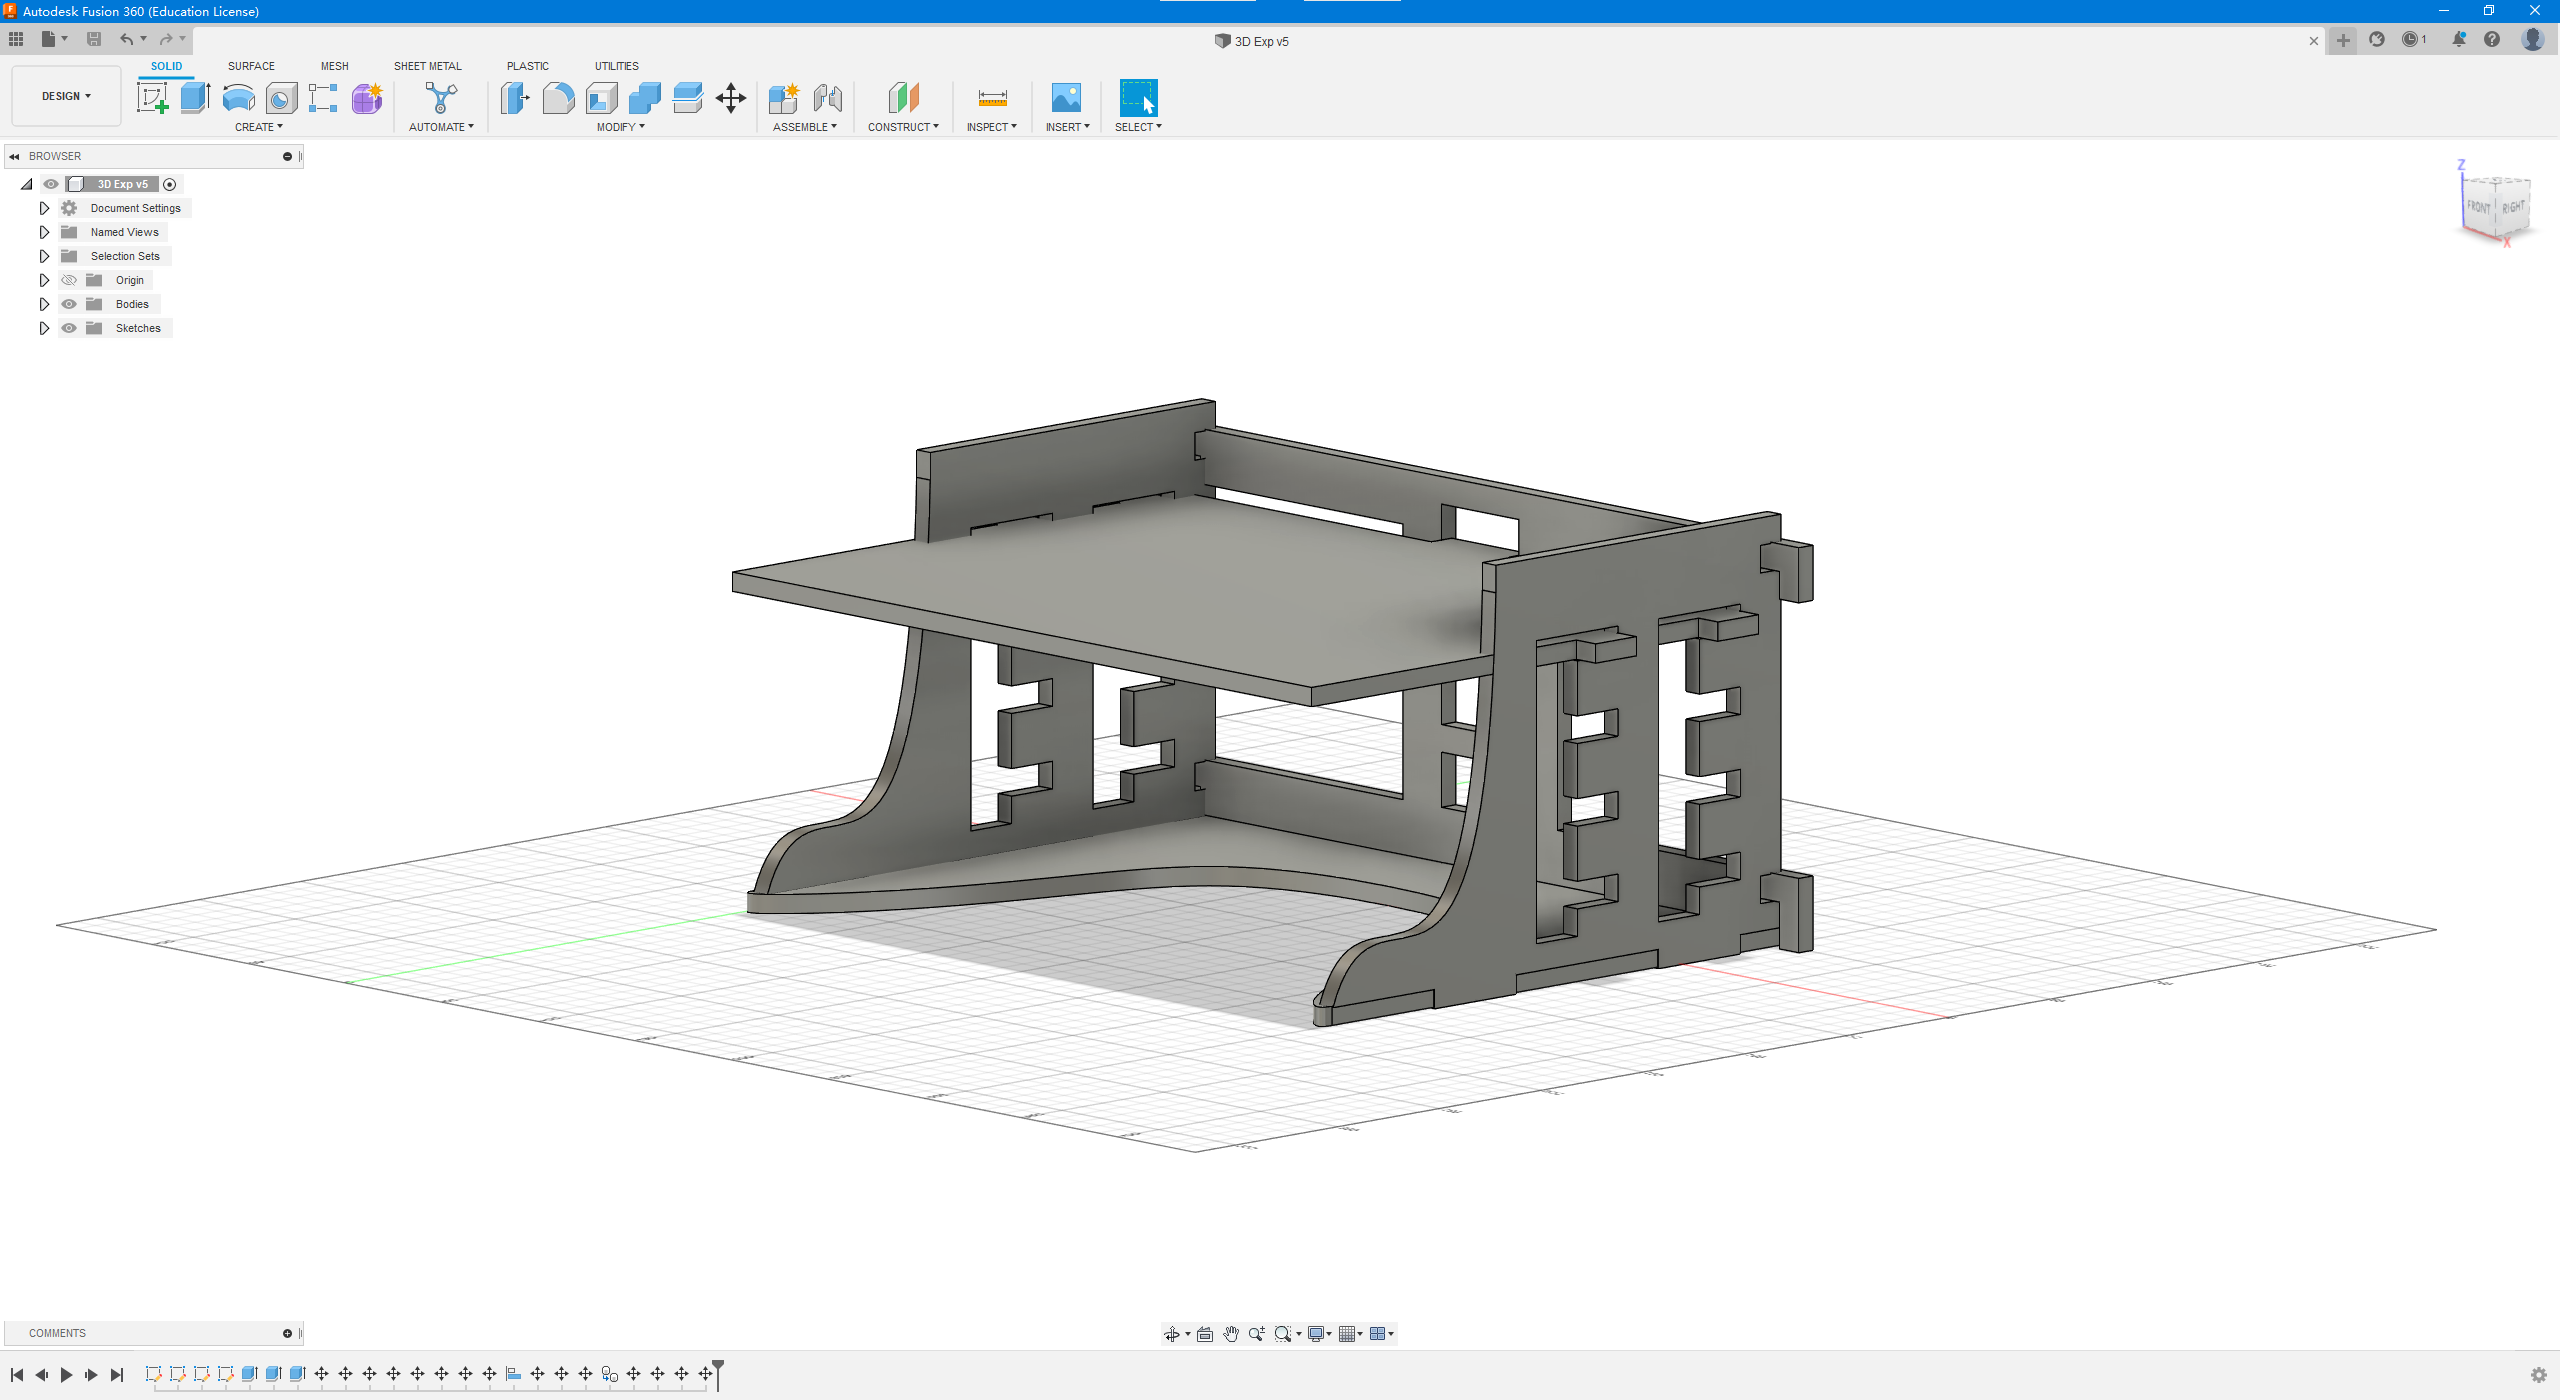 Autodesk Fusion 360 (Education License)
3D Exp v5
1
DESIGN
SOLID SURFACE MESH SHEET METAL PLASTIC UTILITIES
CREATE AUTOMATE MODIFY ASSEMBLE CONSTRUCT INSPECT INSERT SELECT
BROWSER
3D Exp v5
Document Settings
Named Views
Selection Sets
Origin
Bodies
Sketches
Z
FRONT RIGHT
X
COMMENTS